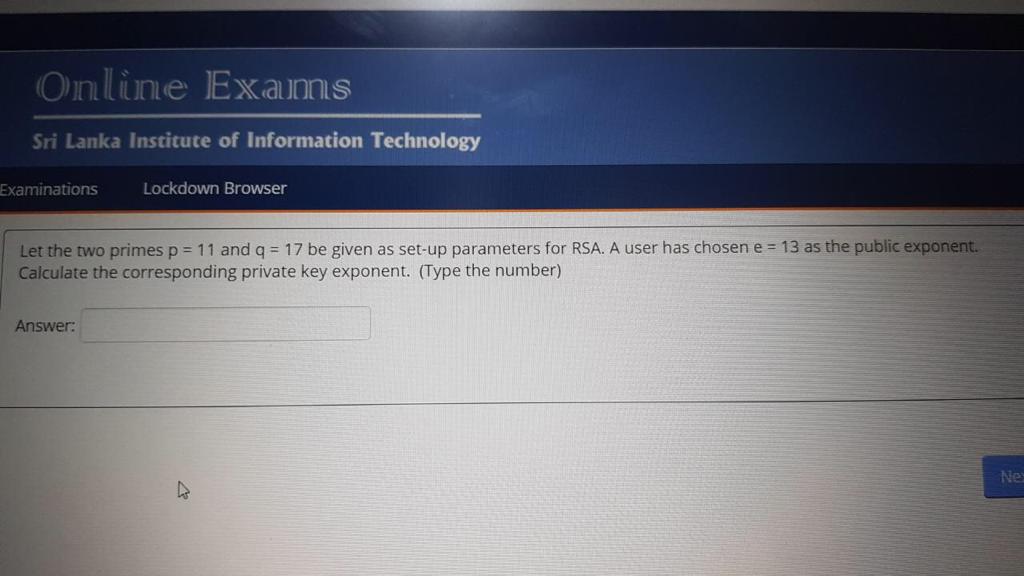 Online Exams
Sri Lanka Institute of Information Technology
Examinations Lockdown Browser
Let the two primes p = 11 and q = 17 be given as set-up parameters for RSA. A user has chosen e = 13 as the public exponent.
Calculate the corresponding private key exponent. (Type the number)
Answer: